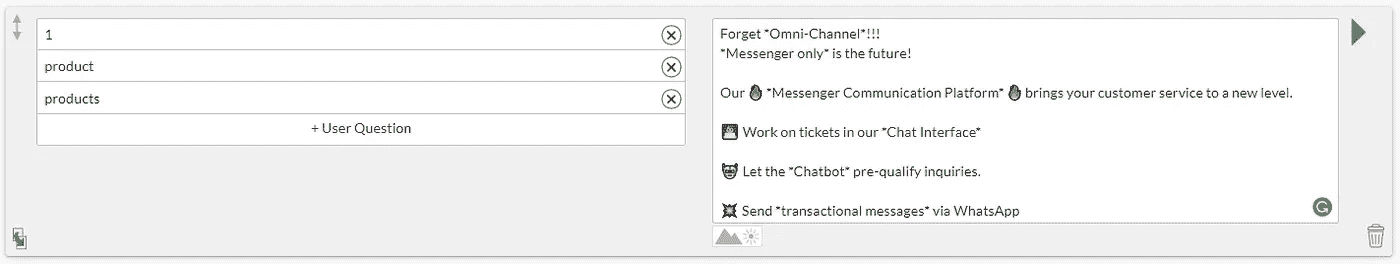 1
product
products
+ User Question
Forget *Omni-Channel*!!!
*Messenger only* is the future!
Our *Messenger Communication Platform* brings your customer service to a new level.
Work on tickets in our *Chat Interface*
Let the *Chatbot* pre-qualify inquiries.
Send *transactional messages* via WhatsApp